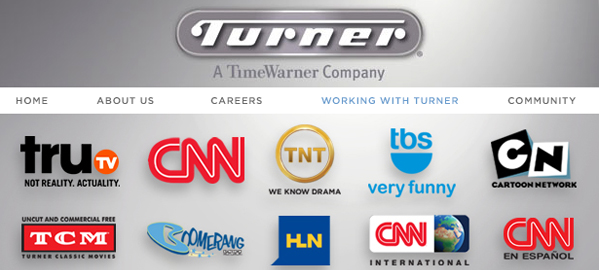 Turner
A TimeWarner Company
HOME ABOUT US CAREERS WORKING WITH TURNER COMMUNITY
tru TV
NOT REALITY. ACTUALITY.
CNN
TNT
WE KNOW DRAMA
tbs
very funny
CN
CARTOON NETWORK
UNCUT AND COMMERCIAL FREE
TCM
TURNER CLASSIC MOVIES
BOOMERANG
HLN
CNN
INTERNATIONAL
CNN
EN ESPAÑOL